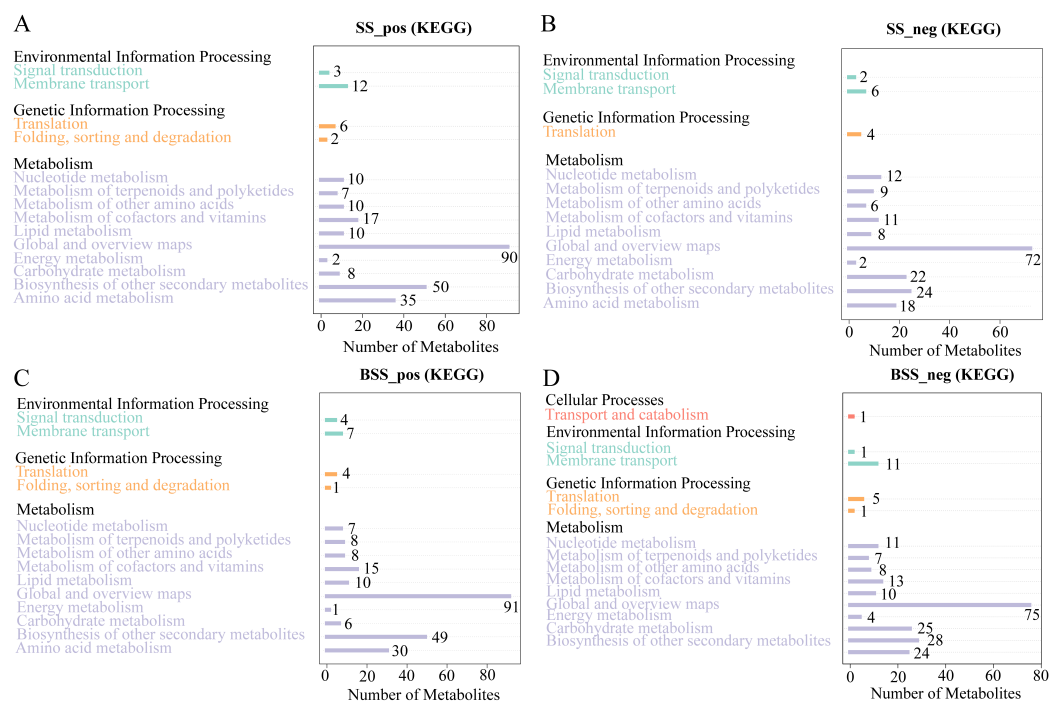 A
SS_pos (KEGG)
Environmental Information Processing
Signal transduction 3
Membrane transport 12
Genetic Information Processing
Translation 6
Folding, sorting and degradation 2
Metabolism
Nucleotide metabolism 10
Metabolism of terpenoids and polyketides 7
Metabolism of other amino acids 10
Metabolism of cofactors and vitamins 17
Lipid metabolism 10
Global and overview maps 90
Energy metabolism 2
Carbohydrate metabolism 8
Biosynthesis of other secondary metabolites 50
Amino acid metabolism 35
0 20 40 60 80
Number of Metabolites
B
SS_neg (KEGG)
Environmental Information Processing
Signal transduction 2
Membrane transport 6
Genetic Information Processing
Translation 4
Metabolism
Nucleotide metabolism 12
Metabolism of terpenoids and polyketides 9
Metabolism of other amino acids 6
Metabolism of cofactors and vitamins 11
Lipid metabolism 8
Global and overview maps 72
Energy metabolism 2
Carbohydrate metabolism 22
Biosynthesis of other secondary metabolites 24
Amino acid metabolism 18
0 20 40 60
Number of Metabolites
C
BSS_pos (KEGG)
Environmental Information Processing
Signal transduction 4
Membrane transport 7
Genetic Information Processing
Translation 4
Folding, sorting and degradation 1
Metabolism
Nucleotide metabolism 7
Metabolism of terpenoids and polyketides 8
Metabolism of other amino acids 8
Metabolism of cofactors and vitamins 15
Lipid metabolism 10
Global and overview maps 91
Energy metabolism 1
Carbohydrate metabolism 6
Biosynthesis of other secondary metabolites 49
Amino acid metabolism 30
0 20 40 60 80
Number of Metabolites
D
BSS_neg (KEGG)
Cellular Processes
Transport and catabolism 1
Environmental Information Processing
Signal transduction 1
Membrane transport 11
Genetic Information Processing
Translation 5
Folding, sorting and degradation 1
Metabolism
Nucleotide metabolism 11
Metabolism of terpenoids and polyketides 7
Metabolism of other amino acids 8
Metabolism of cofactors and vitamins 13
Lipid metabolism 10
Global and overview maps 75
Energy metabolism 4
Carbohydrate metabolism 25
Biosynthesis of other secondary metabolites 28
24
0 20 40 60 80
Number of Metabolites